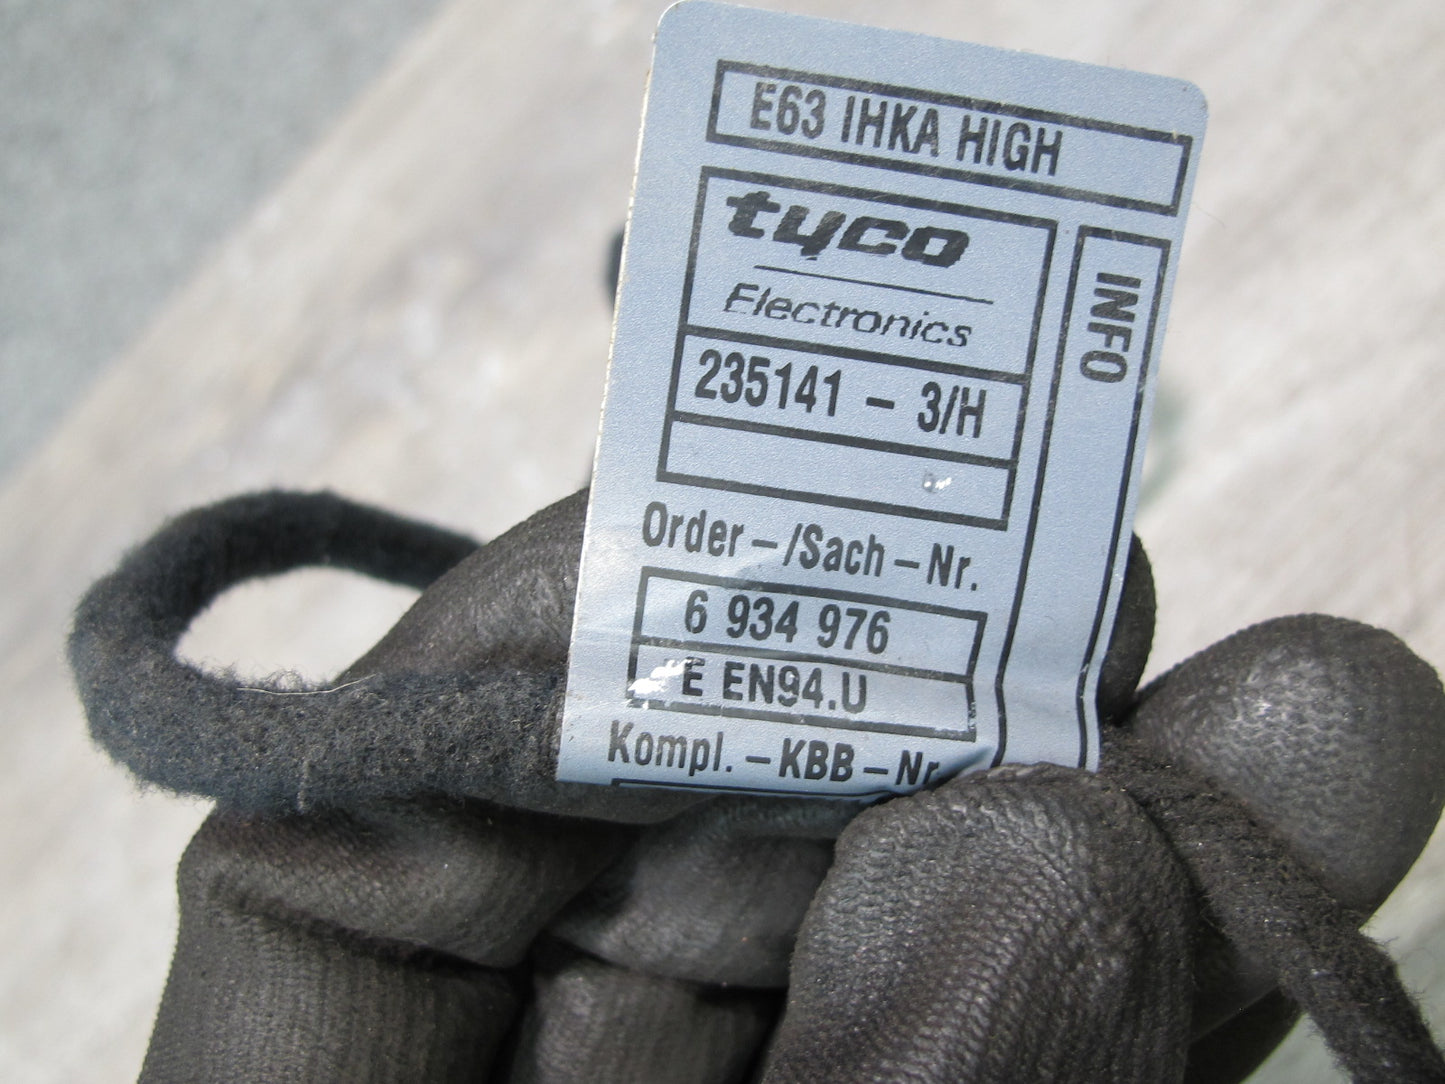 E63 IHKA HIGH
tyco
Electronics
INFO
235141 – 3/H
Order – /Sach – Nr.
6 934 976
E EN94.U
Kompl. – KBB – Nr.